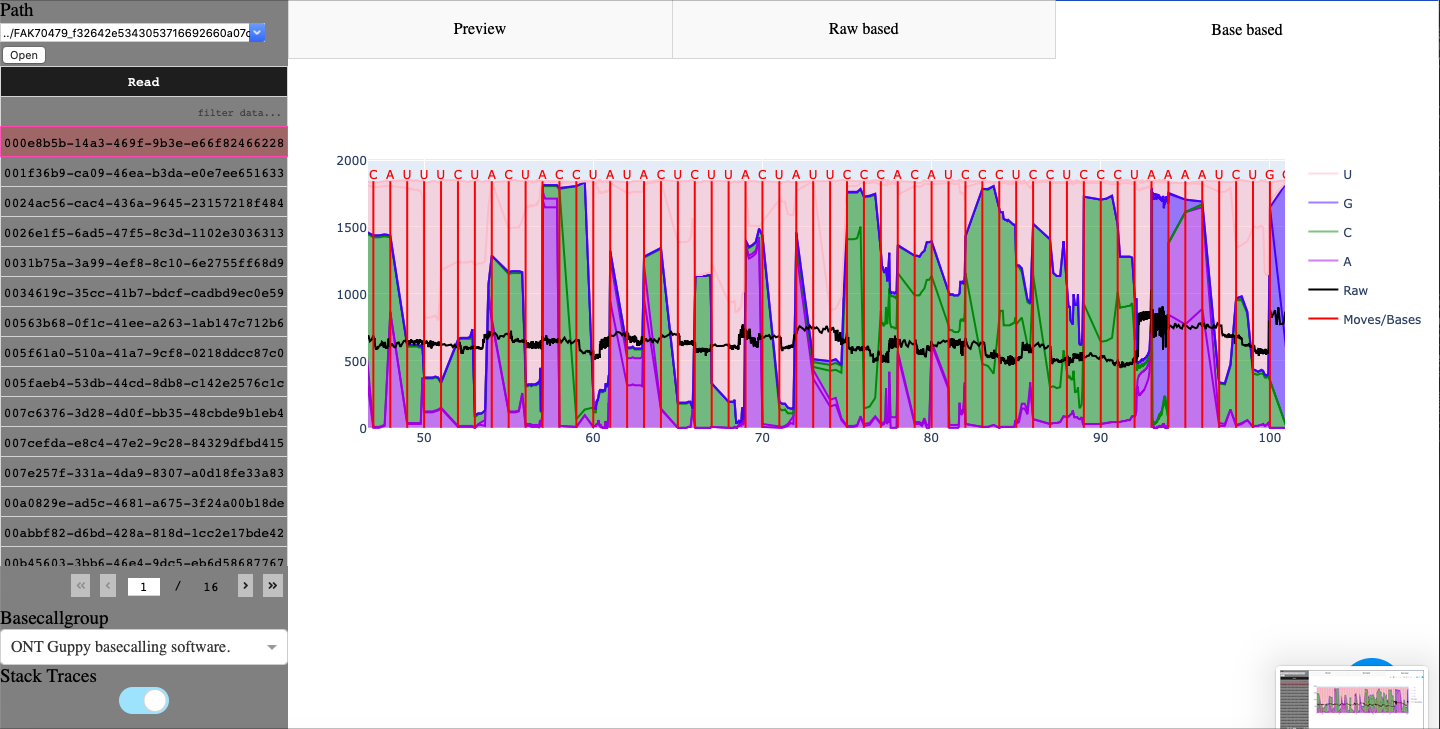 Path
../FAK70479_f32642e5343053716692660a07c
Open
Read
filter data...
000e8b5b-14a3-469f-9b3e-e66f82466228
001f36b9-ca09-46ea-b3da-e0e7ee651633
0024ac56-cac4-436a-9645-23157218f484
0026e1f5-6ad5-47f5-8c3d-1102e3036313
0031b75a-3a99-4ef8-8c10-6e2753ff68d9
0034619c-35cc-41b7-bdcf-cadbd9ec0e59
00563b68-0f1c-41ee-a263-1ab147c712b6
005f61a0-510a-41a7-9cf8-0218ddcc87c0
005faeb4-53db-44cd-8db8-c142e2576c1c
007c6376-3d28-4d0f-bb35-48cbde9b1eb4
007cefda-e8c4-47e2-9c28-84329dfbd415
007e257f-331a-4da9-8307-a0d18fe33a83
00a0829e-ad5c-4681-a675-3f24a00b18de
00abbf82-d6bd-428a-818d-1cc2e17bde42
00b45603-3bb6-46e4-9dc5-eb6d58687767
1 / 16
Basecallgroup
ONT Guppy basecalling software.
Stack Traces
Preview Raw based Base based
2000
C A U U U C U A C U A C C U A U A C U C U U A C U A U U C C C A C A U C C C U C C U C C C U A A A A U C U G C
1500
1000
500
0
50 60 70 80 90 100
U
G
C
A
Raw
Moves/Bases